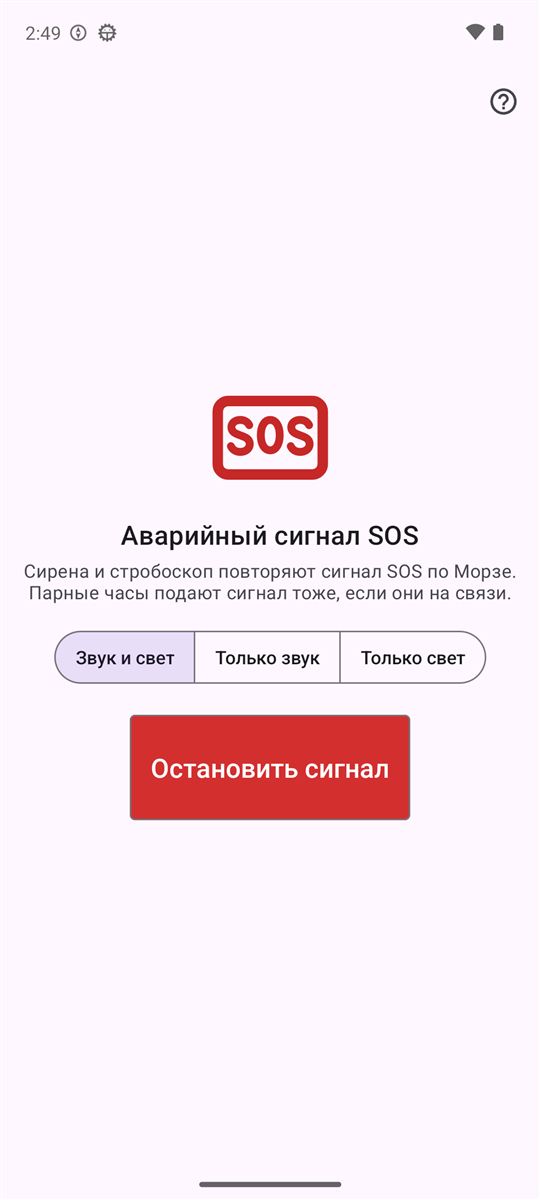 2:49
SOS
Аварийный сигнал SOS
Сирена и стробоскоп повторяют сигнал SOS по Морзе.
Парные часы подают сигнал тоже, если они на связи.
Звук и свет
Только звук
Только свет
Остановить сигнал